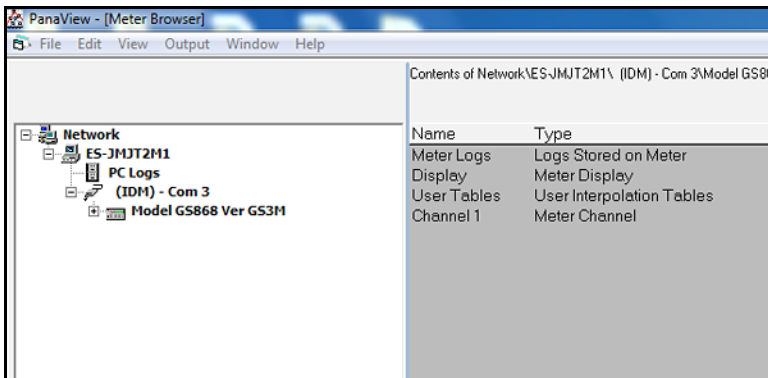 PanaView - [Meter Browser]
File Edit View Output Window Help
Contents of Network\ES-JMJT2M1\ (IDM) - Com 3\Model GS8
Network
ES-JMJT2M1
PC Logs
(IDM) - Com 3
Model GS868 Ver GS3M
Name Type
Meter Logs Logs Stored on Meter
Display Meter Display
User Tables User Interpolation Tables
Channel 1 Meter Channel